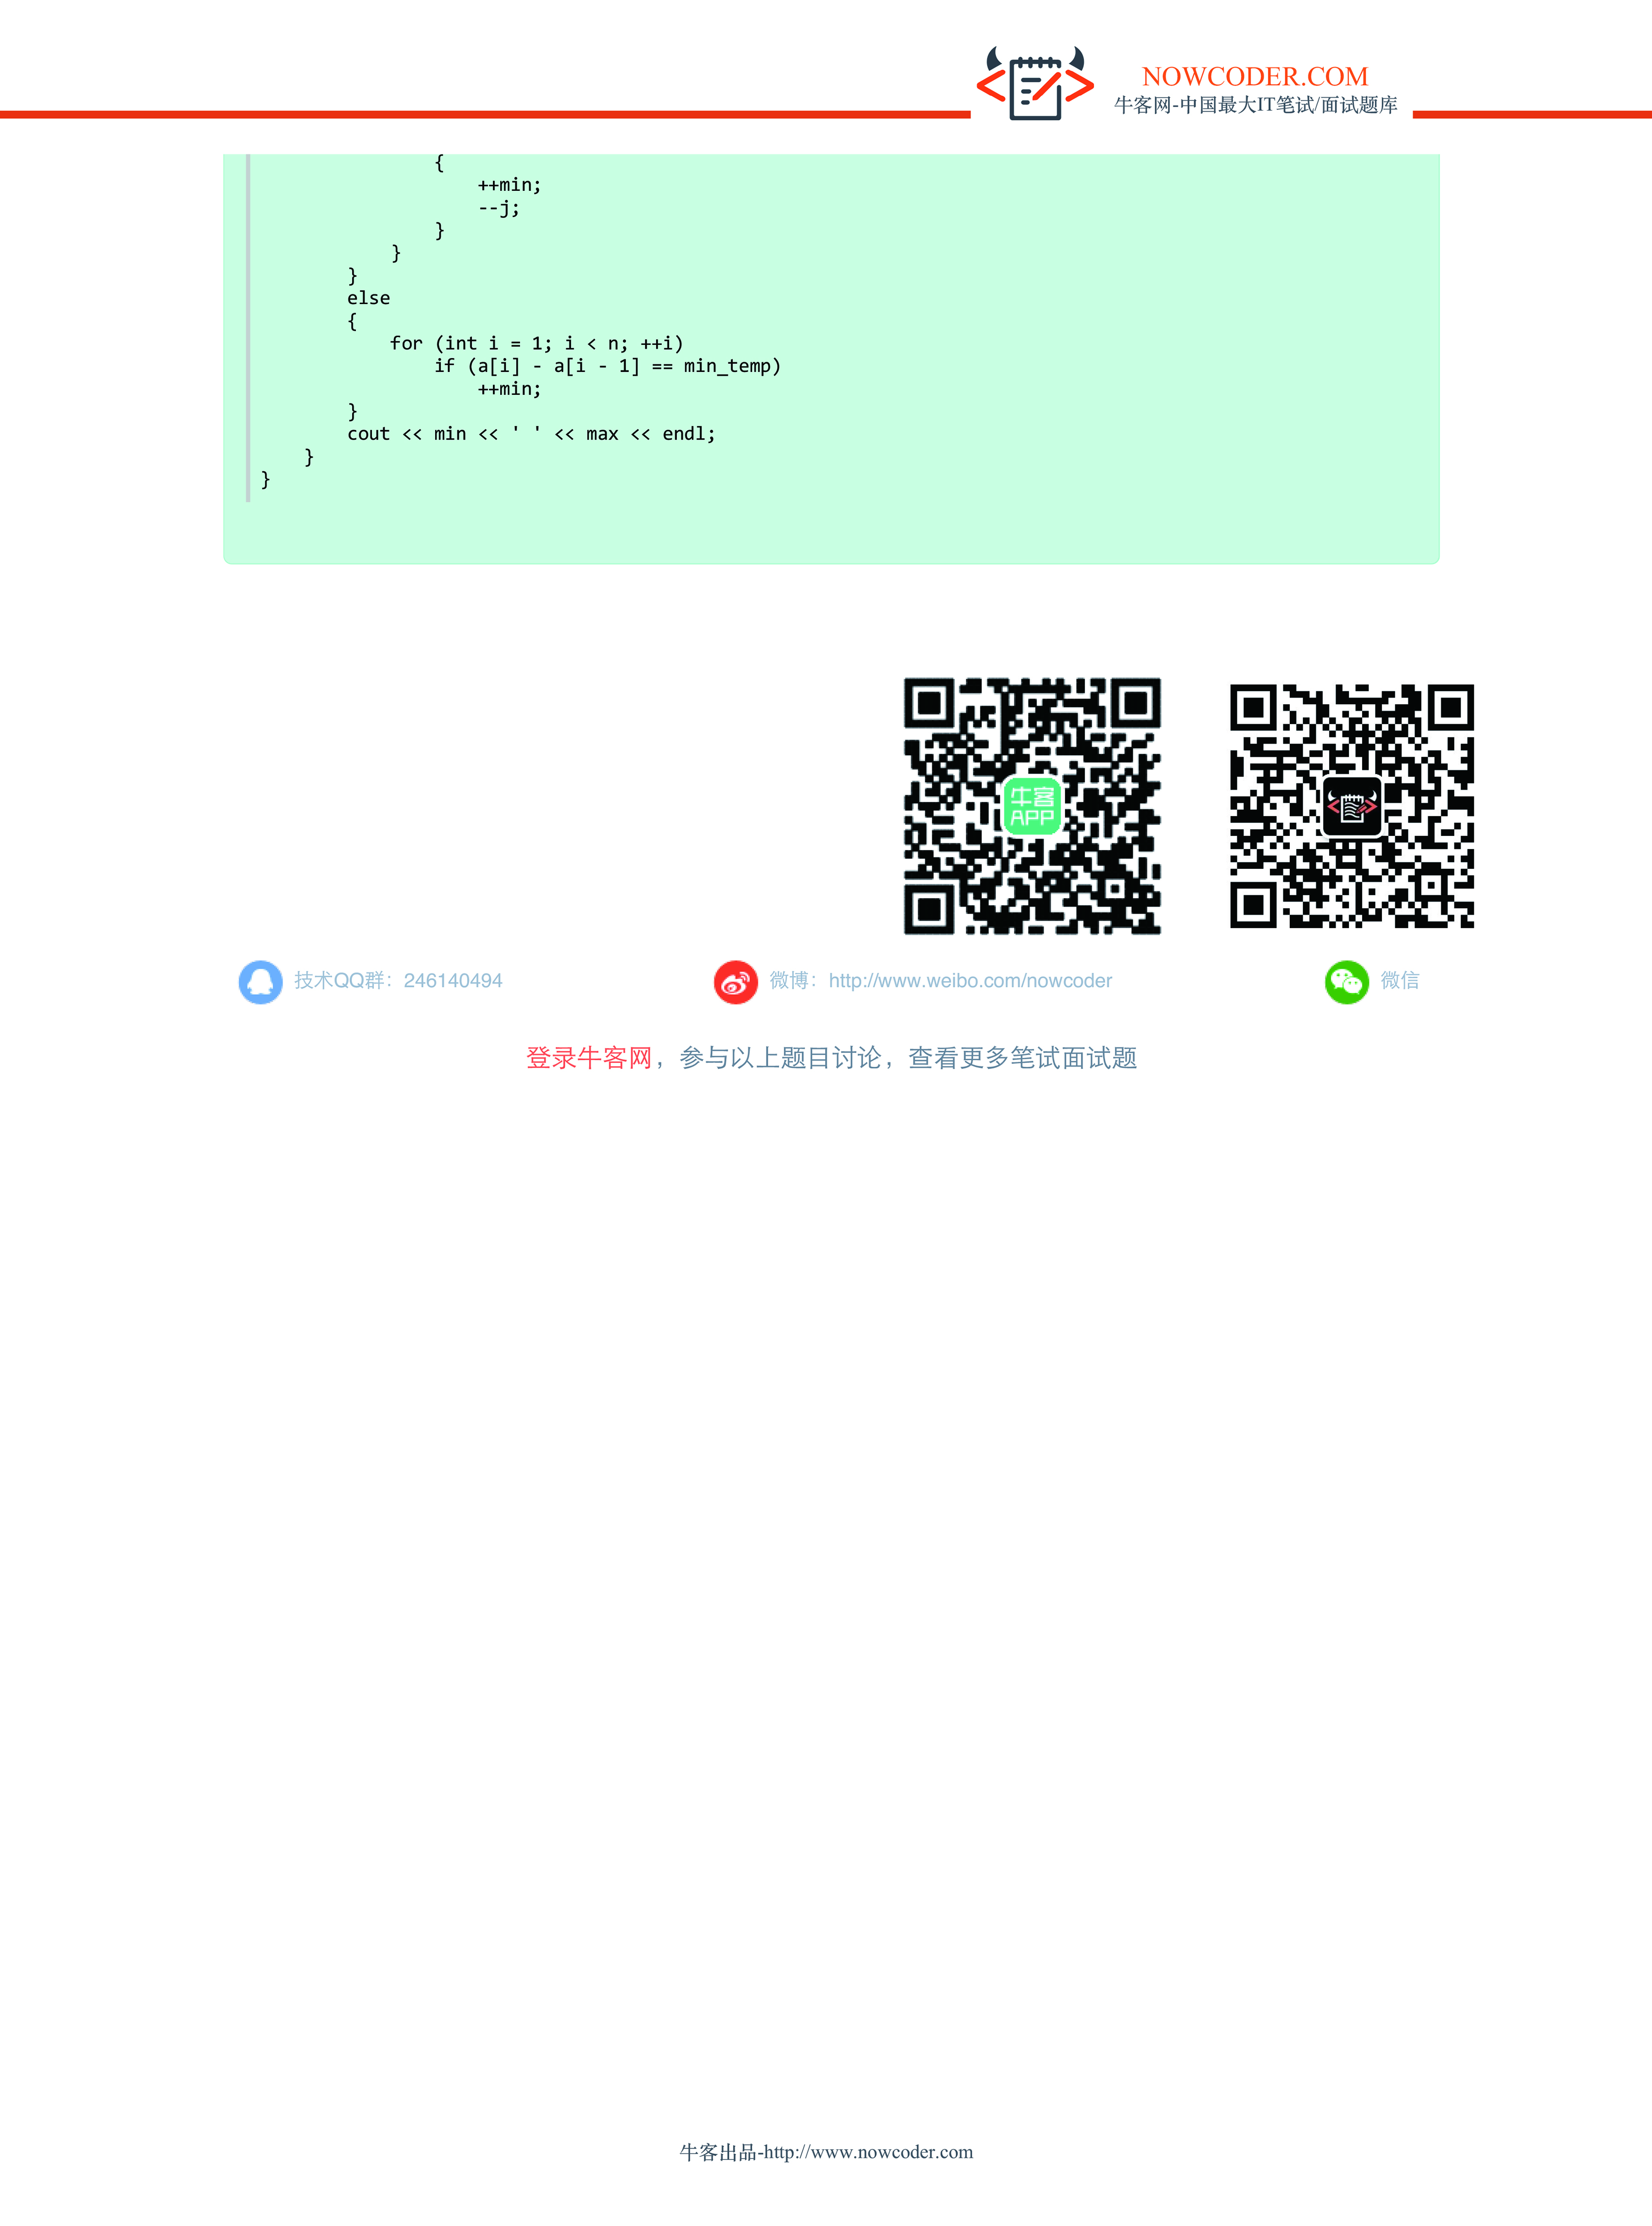 NOWCODER.COM
牛客网-中国最大IT笔试/面试题库
{
++min;
--j;
}
}
}
else
{
for (int i = 1; i < n; ++i)
if (a[i] - a[i - 1] == min_temp)
++min;
}
cout << min << ' ' << max << endl;
}
}
牛客
APP
技术QQ群：246140494
微博：http://www.weibo.com/nowcoder
微信
登录牛客网，参与以上题目讨论，查看更多笔试面试题
牛客出品-http://www.nowcoder.com